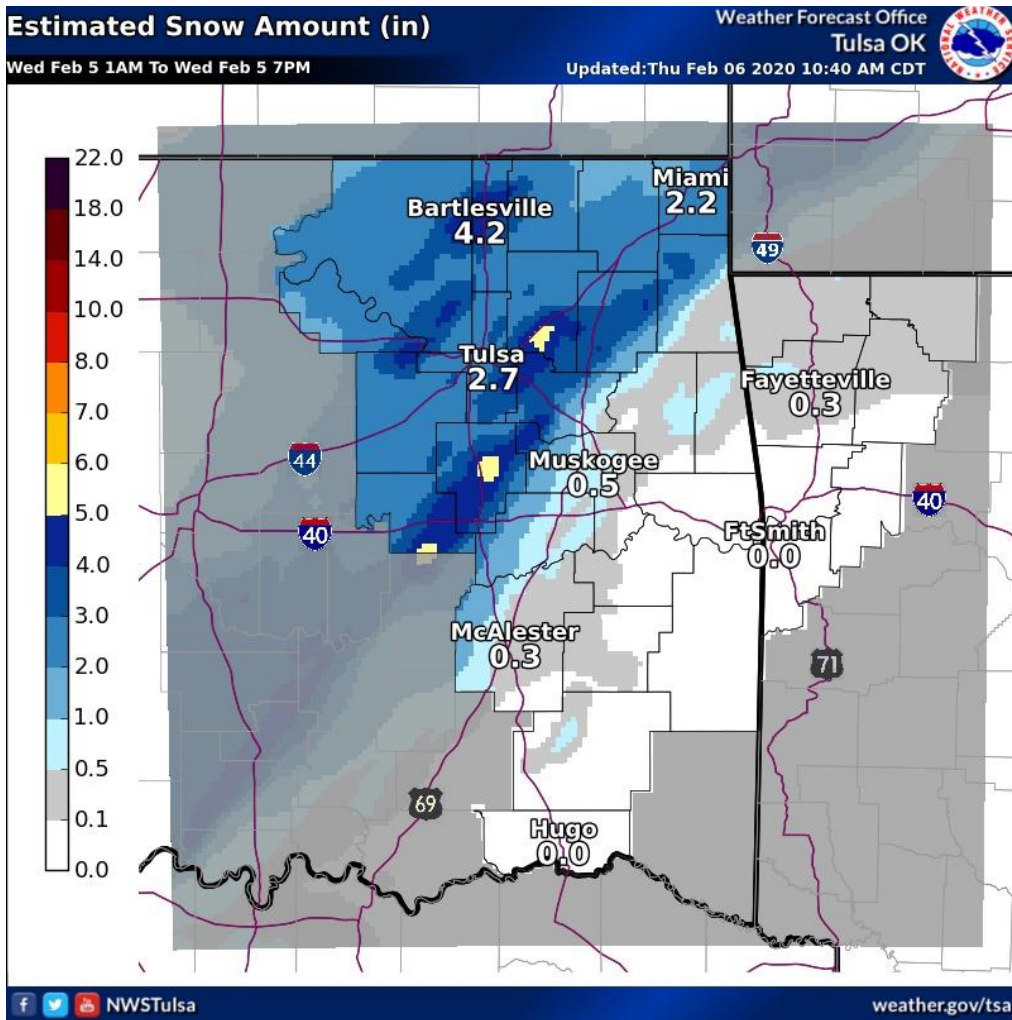 Estimated Snow Amount (in)
Wed Feb 5 1AM To Wed Feb 5 7PM
Weather Forecast Office
Tulsa OK
Updated:Thu Feb 06 2020 10:40 AM CDT
NATIONAL WEATHER SERVICE
22.0
18.0
14.0
10.0
8.0
7.0
6.0
5.0
4.0
3.0
2.0
1.0
0.5
0.1
0.0
Miami
2.2
Bartlesville
4.2
49
Tulsa
2.7
Fayetteville
0.3
44
Muskogee
0.5
40
40
FtSmith
0.0
McAlester
0.3
71
69
Hugo
0.0
NWSTulsa
weather.gov/tsa